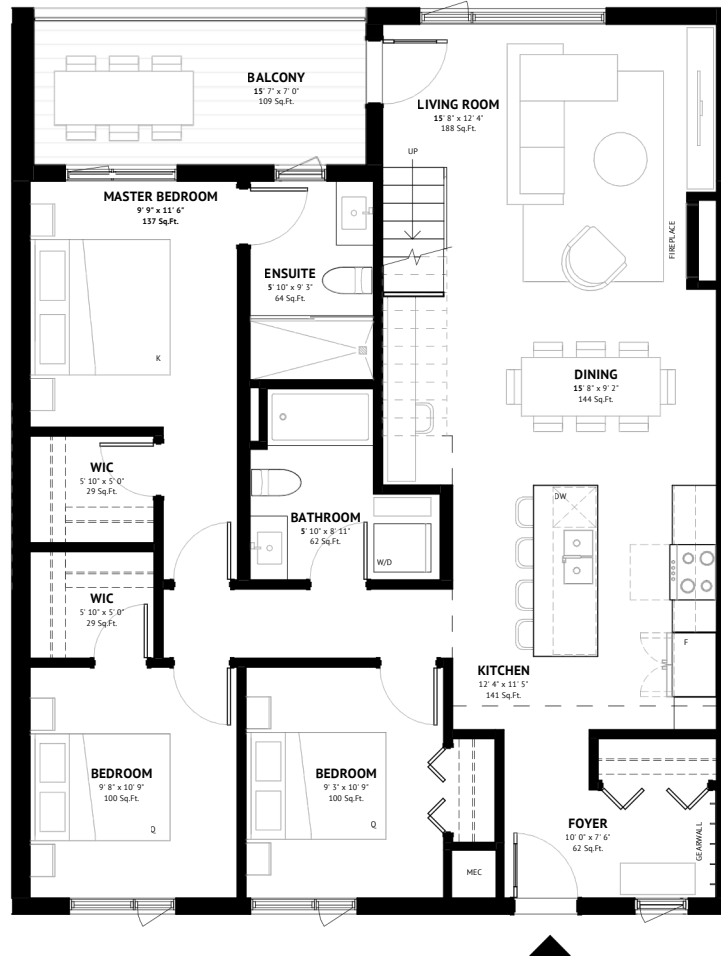 BALCONY
15' 7" x 7' 0"
109 Sq.Ft.
LIVING ROOM
15' 8" x 12' 4"
188 Sq.Ft.
UP
MASTER BEDROOM
9' 9" x 11' 6"
137 Sq.Ft.
FIREPLACE
ENSUITE
5' 10" x 9' 3"
64 Sq.Ft.
K
DINING
15' 8" x 9' 2"
144 Sq.Ft.
WIC
5' 10" x 5' 0"
29 Sq.Ft.
DW
BATHROOM
5' 10" x 8' 11"
62 Sq.Ft.
W/D
WIC
5' 10" x 5' 0"
29 Sq.Ft.
F
KITCHEN
12' 4" x 11' 5"
141 Sq.Ft.
BEDROOM
9' 8" x 10' 9"
100 Sq.Ft.
Q
BEDROOM
9' 3" x 10' 9"
100 Sq.Ft.
Q
FOYER
10' 0" x 7' 6"
62 Sq.Ft.
GEARWALL
MEC